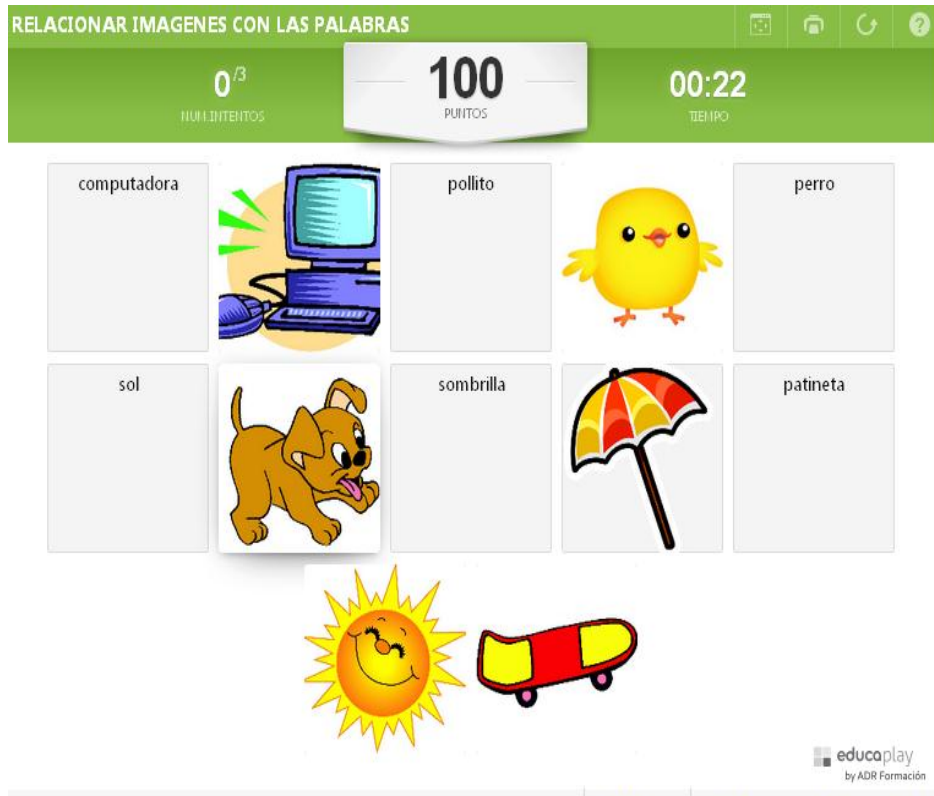 RELACIONAR IMAGENES CON LAS PALABRAS
?
0/3
NUM.INTENTOS
100
PUNTOS
00:22
TIEMPO
computadora
pollito
perro
sol
sombrilla
patineta
educaplay
by ADR Formación